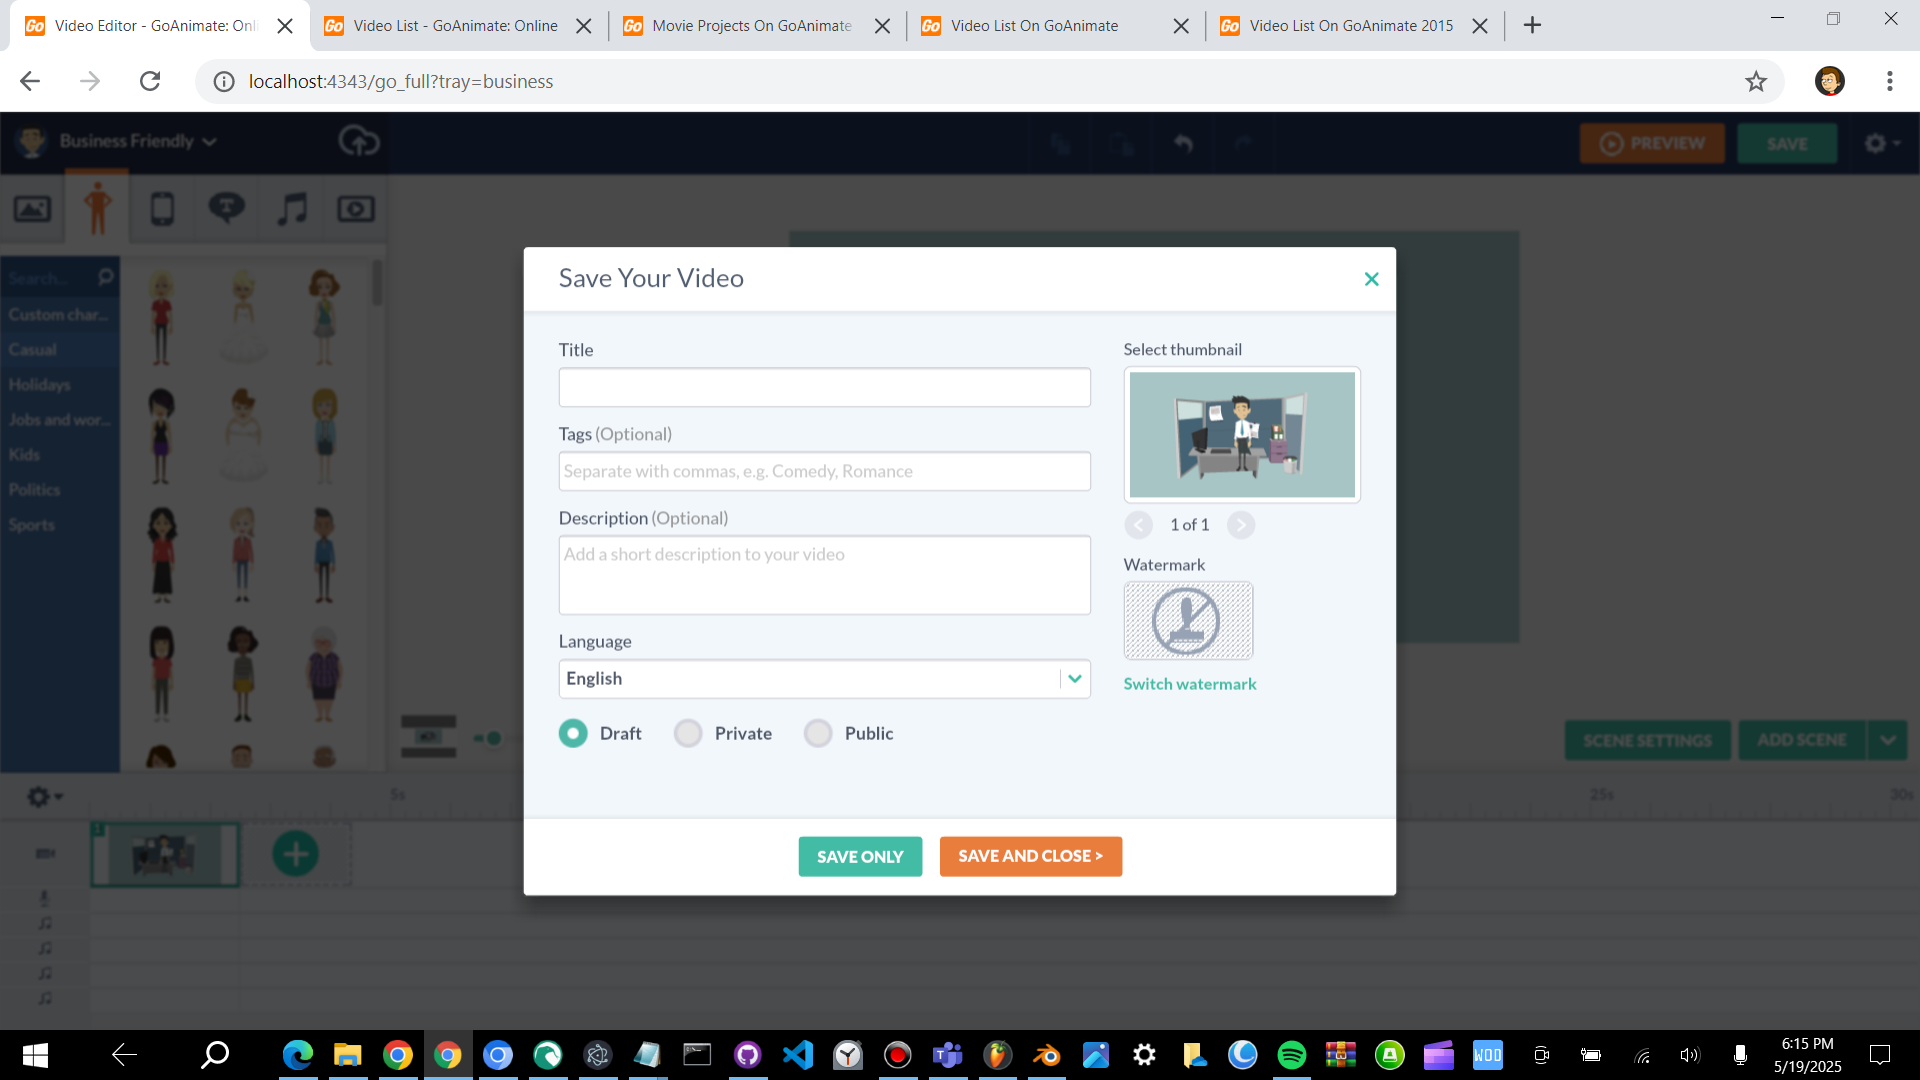 Video Editor - GoAnimate: Onli
Video List - GoAnimate: Online
Movie Projects On GoAnimate
Video List On GoAnimate
Video List On GoAnimate 2015
localhost:4343/go_full?tray=business
Business Friendly
PREVIEW
SAVE
Search...
Custom char...
Casual
Holidays
Jobs and wor...
Kids
Politics
Sports
Save Your Video
Title
Tags (Optional)
Separate with commas, e.g. Comedy, Romance
Description (Optional)
Add a short description to your video
Language
English
Draft
Private
Public
Select thumbnail
1 of 1
Watermark
Switch watermark
SAVE ONLY
SAVE AND CLOSE >
SCENE SETTINGS
ADD SCENE
5s
25s
30s
1
WOO
6:15 PM
5/19/2025